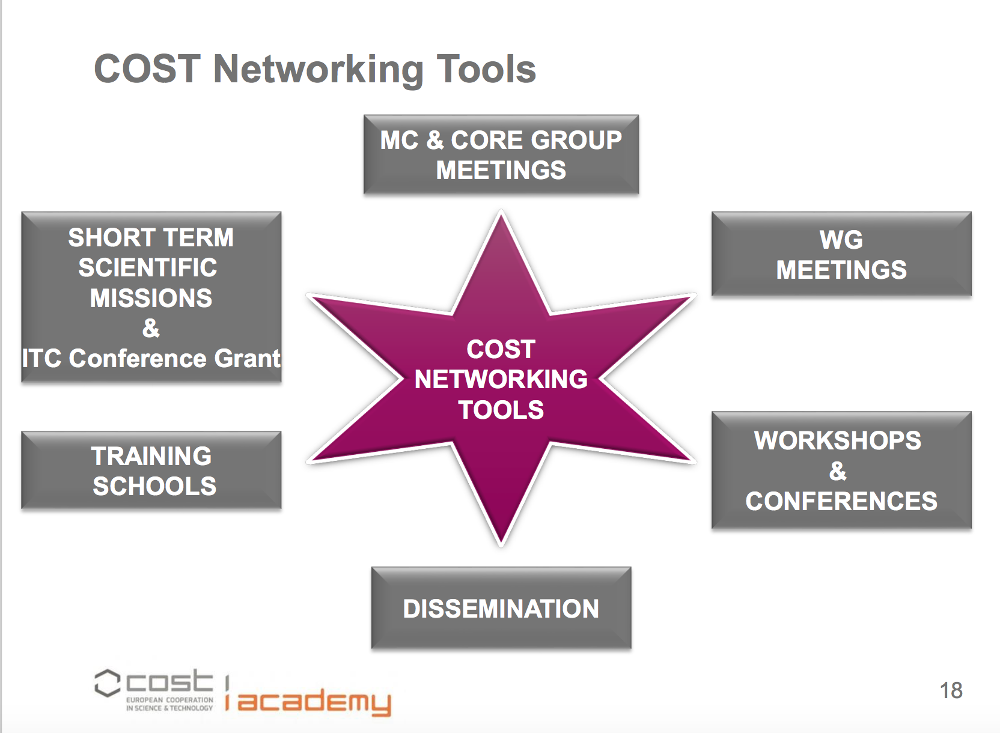 COST Networking Tools
MC & CORE GROUP
MEETINGS
SHORT TERM
SCIENTIFIC
MISSIONS
&
ITC Conference Grant
WG
MEETINGS
COST
NETWORKING
TOOLS
TRAINING
SCHOOLS
WORKSHOPS
&
CONFERENCES
DISSEMINATION
cost
EUROPEAN COOPERATION
IN SCIENCE & TECHNOLOGY
academy
18